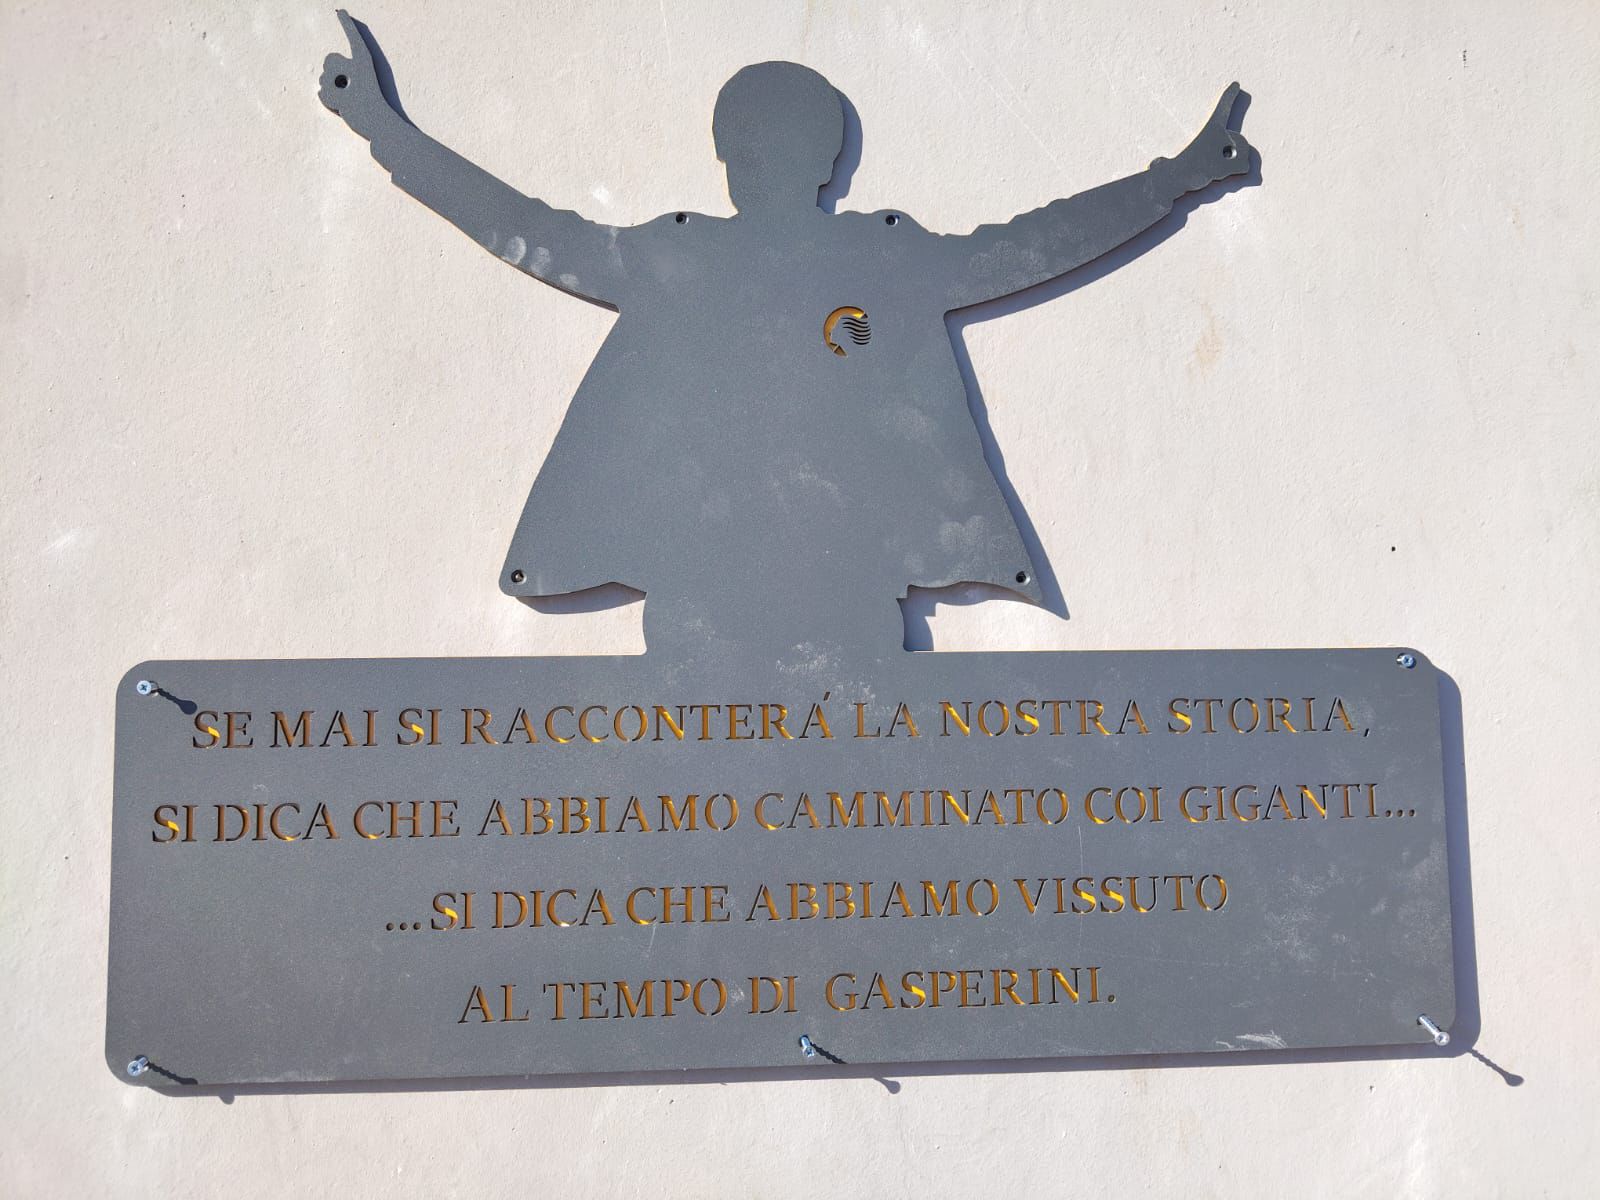 SE MAI SI RACCONTERÁ LA NOSTRA STORIA,
SI DICA CHE ABBIAMO CAMMINATO COI GIGANTI...
...SI DICA CHE ABBIAMO VISSUTO
AL TEMPO DI GASPERINI.